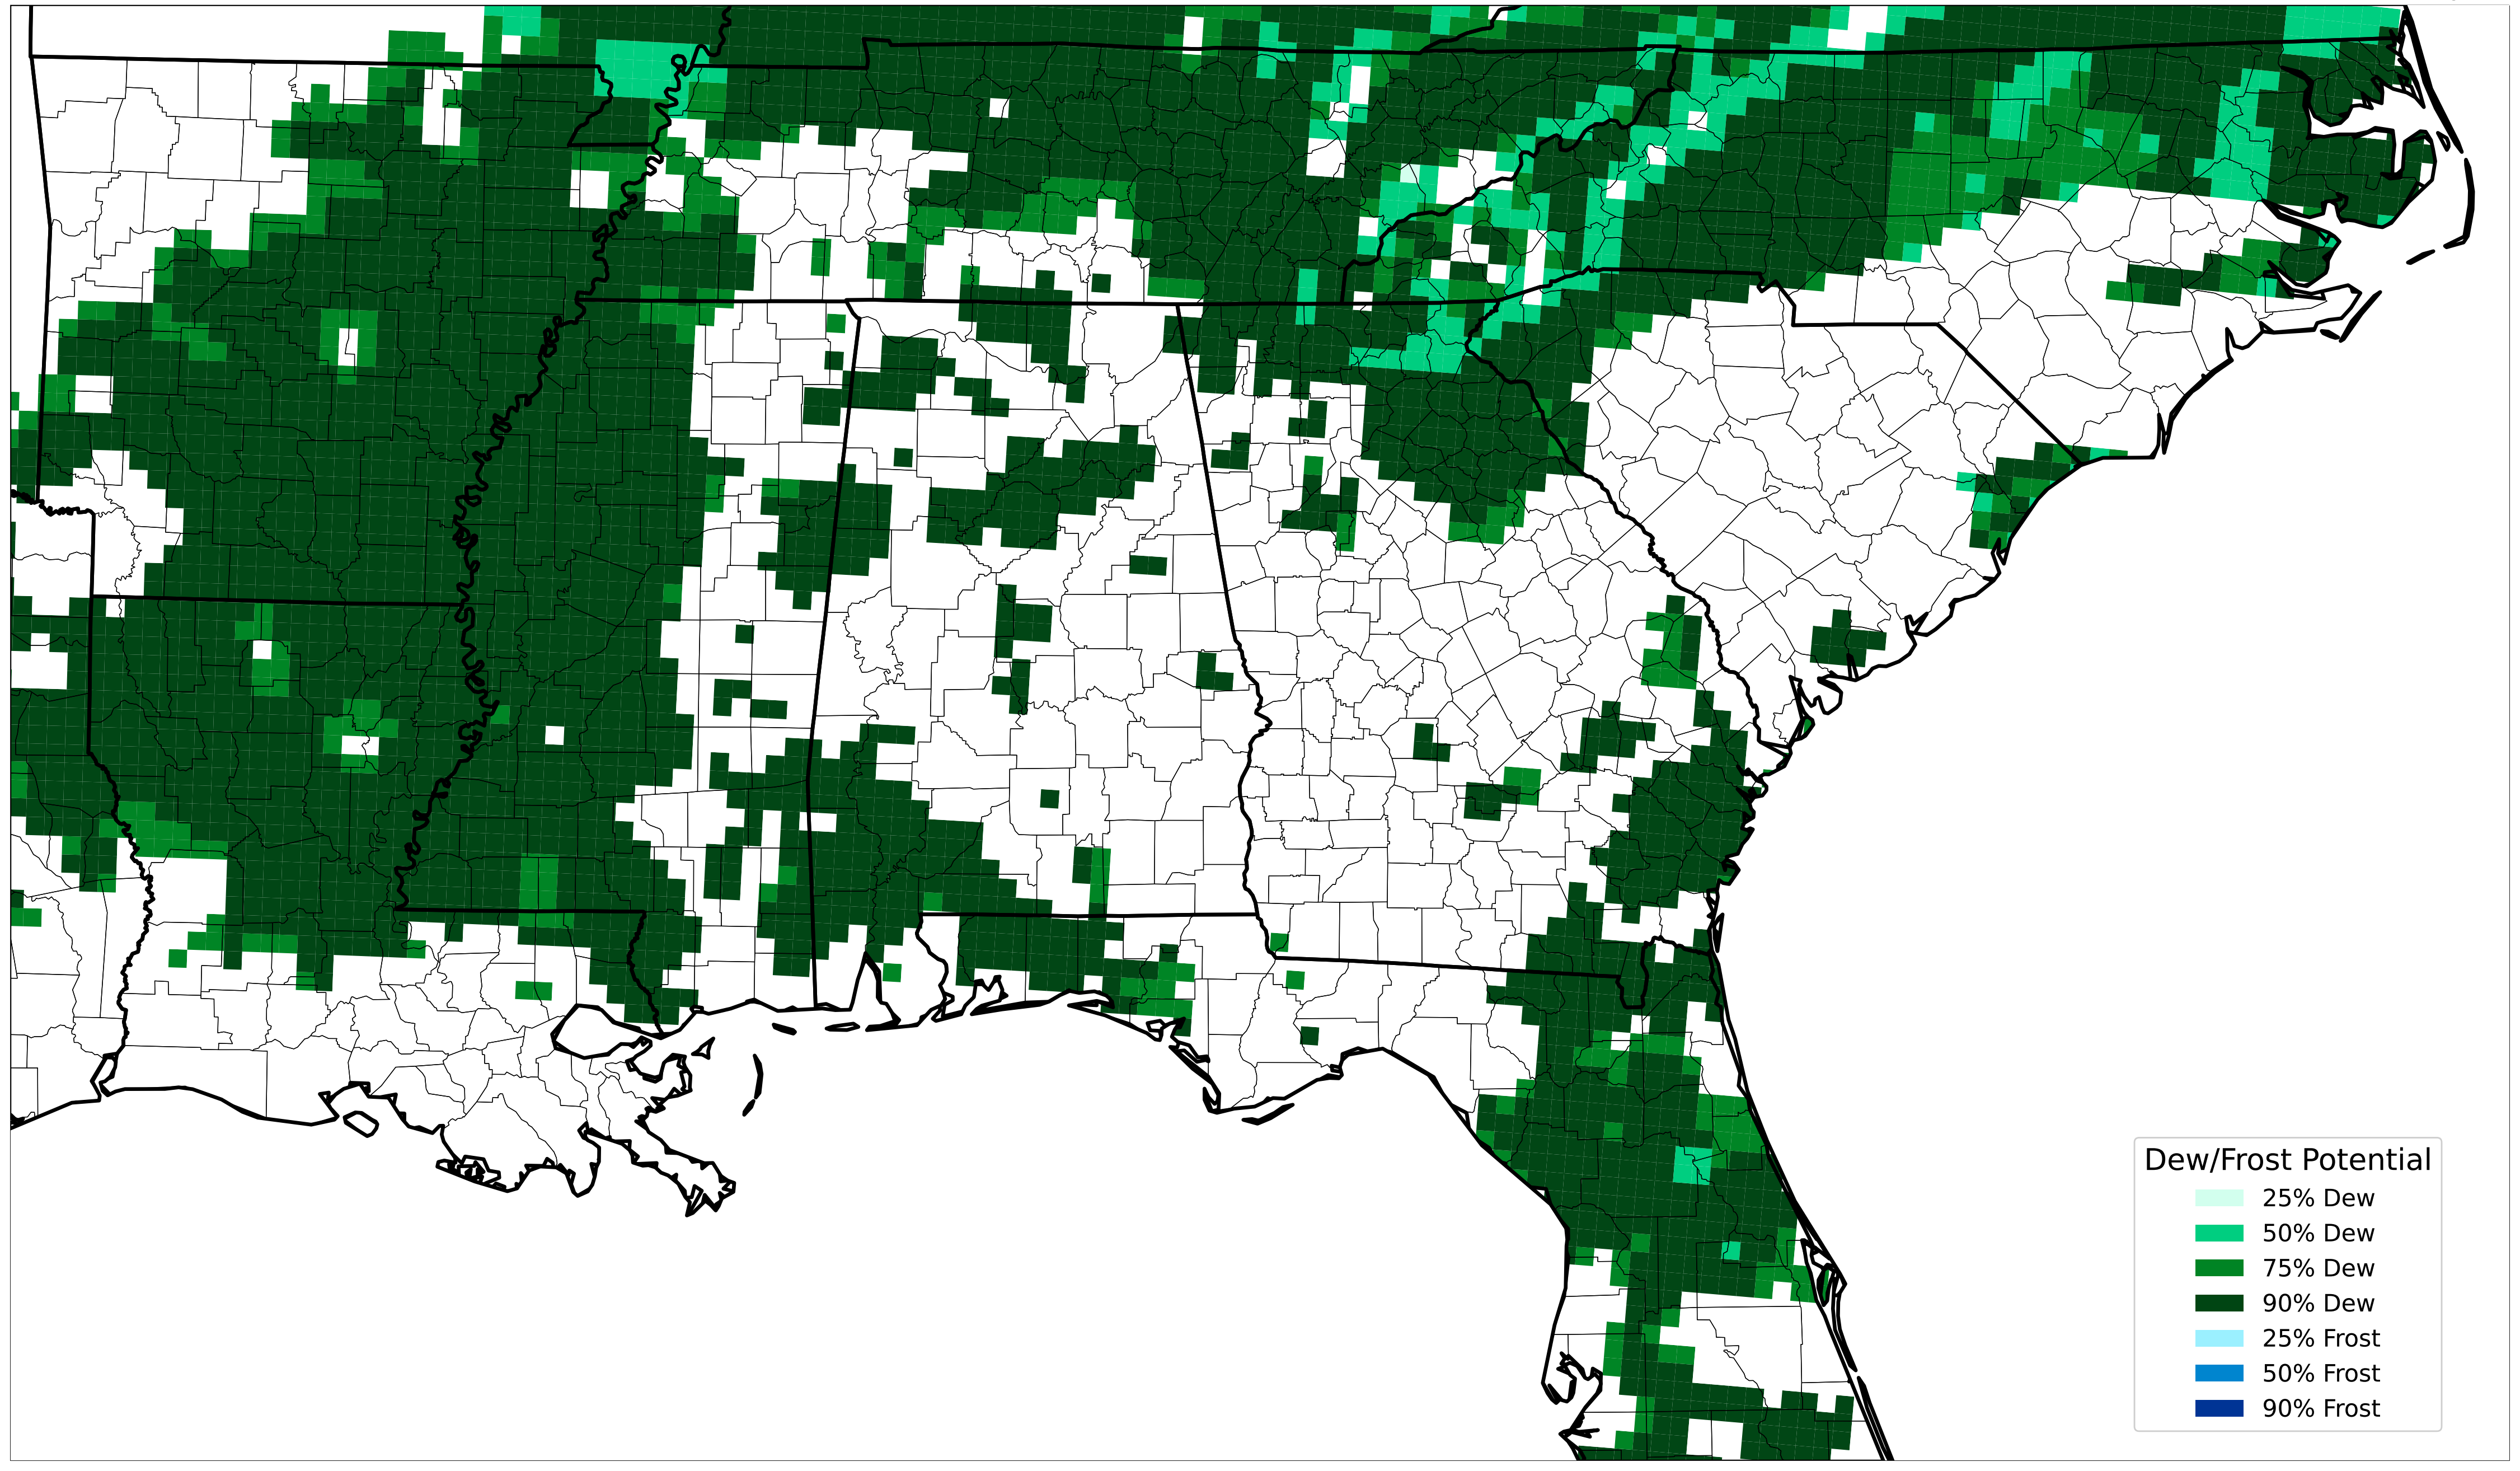 Dew/Frost Potential
25% Dew
50% Dew
75% Dew
90% Dew
25% Frost
50% Frost
90% Frost